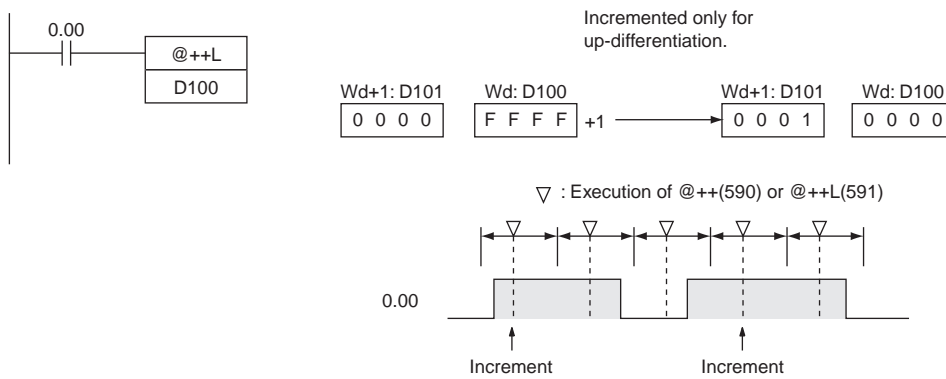 0.00
@++L
D100
Incremented only for
up-differentiation.
Wd+1: D101 Wd: D100 Wd+1: D101 Wd: D100
0 0 0 0 F F F F +1 0 0 0 1 0 0 0 0
▽ : Execution of @++(590) or @++L(591)
0.00
Increment Increment